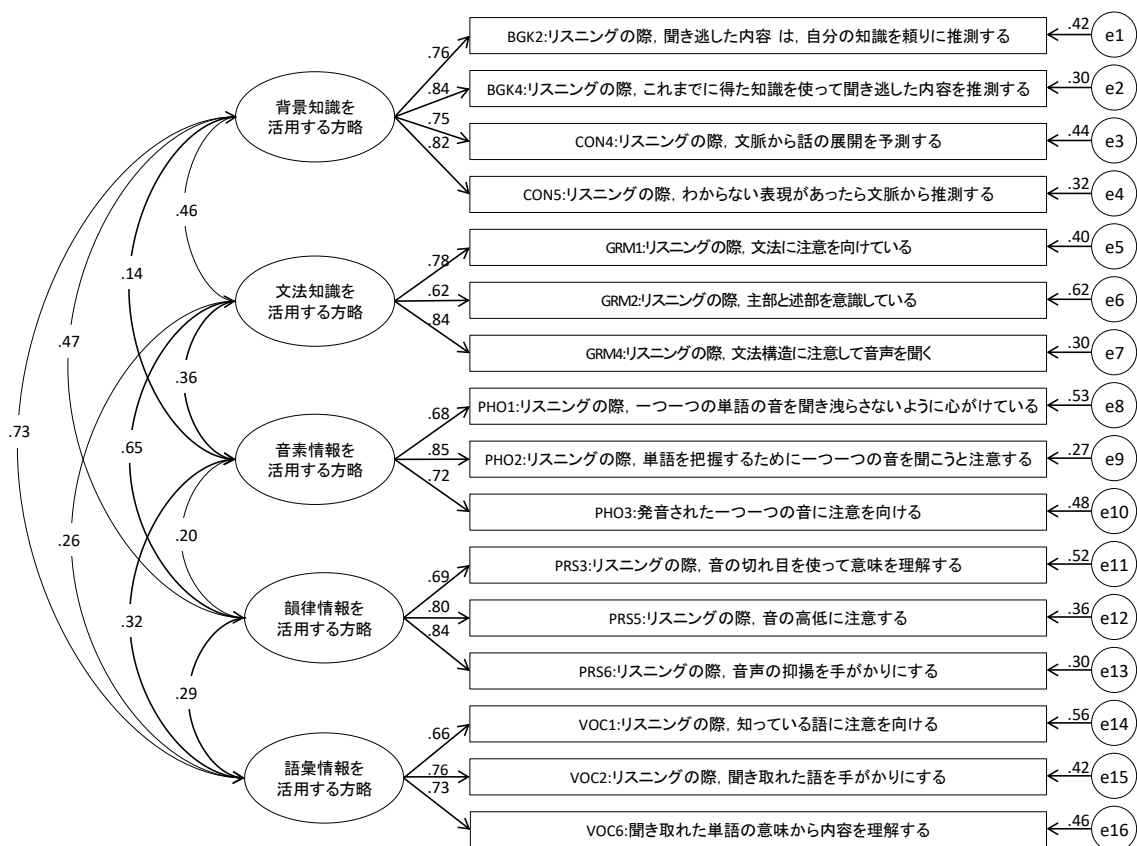 BGK2:リスニングの際,聞き逃した内容 は,自分の知識を頼りに推測する
.42
e1
.76
BGK4:リスニングの際,これまでに得た知識を使って聞き逃した内容を推測する
.30
e2
.84
背景知識を
活用する方略
.75
CON4:リスニングの際,文脈から話の展開を予測する
.44
e3
.82
CON5:リスニングの際,わからない表現があったら文脈から推測する
.32
e4
.46
GRM1:リスニングの際,文法に注意を向けている
.40
e5
.78
.14
文法知識を
活用する方略
.62
GRM2:リスニングの際,主部と述部を意識している
.62
e6
.84
.47
GRM4:リスニングの際,文法構造に注意して音声を聞く
.30
e7
.36
.68
PHO1:リスニングの際,一つ一つの単語の音を聞き洩らさないように心がけている
.53
e8
.73
.65
音素情報を
活用する方略
.85
PHO2:リスニングの際,単語を把握するために一つ一つの音を聞こうと注意する
.27
e9
.72
PHO3:発音された一つ一つの音に注意を向ける
.48
e10
.26
.20
PRS3:リスニングの際,音の切れ目を使って意味を理解する
.52
e11
.69
.32
韻律情報を
活用する方略
.80
PRS5:リスニングの際,音の高低に注意する
.36
e12
.84
PRS6:リスニングの際,音声の抑揚を手がかりにする
.30
e13
.29
VOC1:リスニングの際,知っている語に注意を向ける
.56
e14
.66
語彙情報を
活用する方略
.76
VOC2:リスニングの際,聞き取れた語を手がかりにする
.42
e15
.73
VOC6:聞き取れた単語の意味から内容を理解する
.46
e16